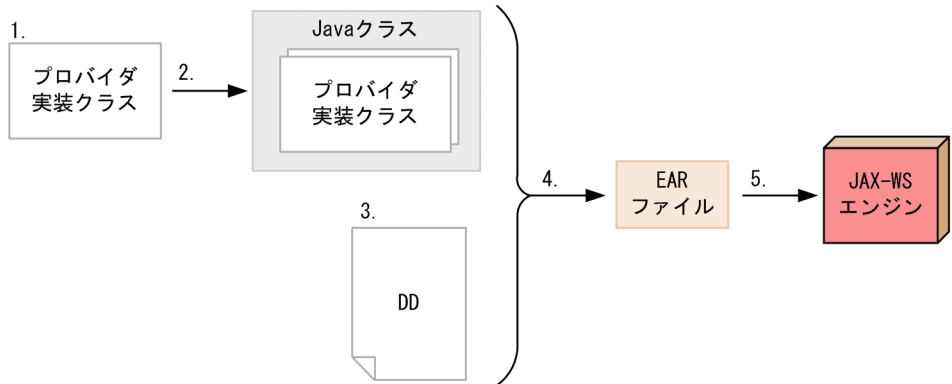 1.
プロバイダ
実装クラス
2.
Javaクラス
プロバイダ
実装クラス
3.
DD
4.
EAR
ファイル
5.
JAX-WS
エンジン